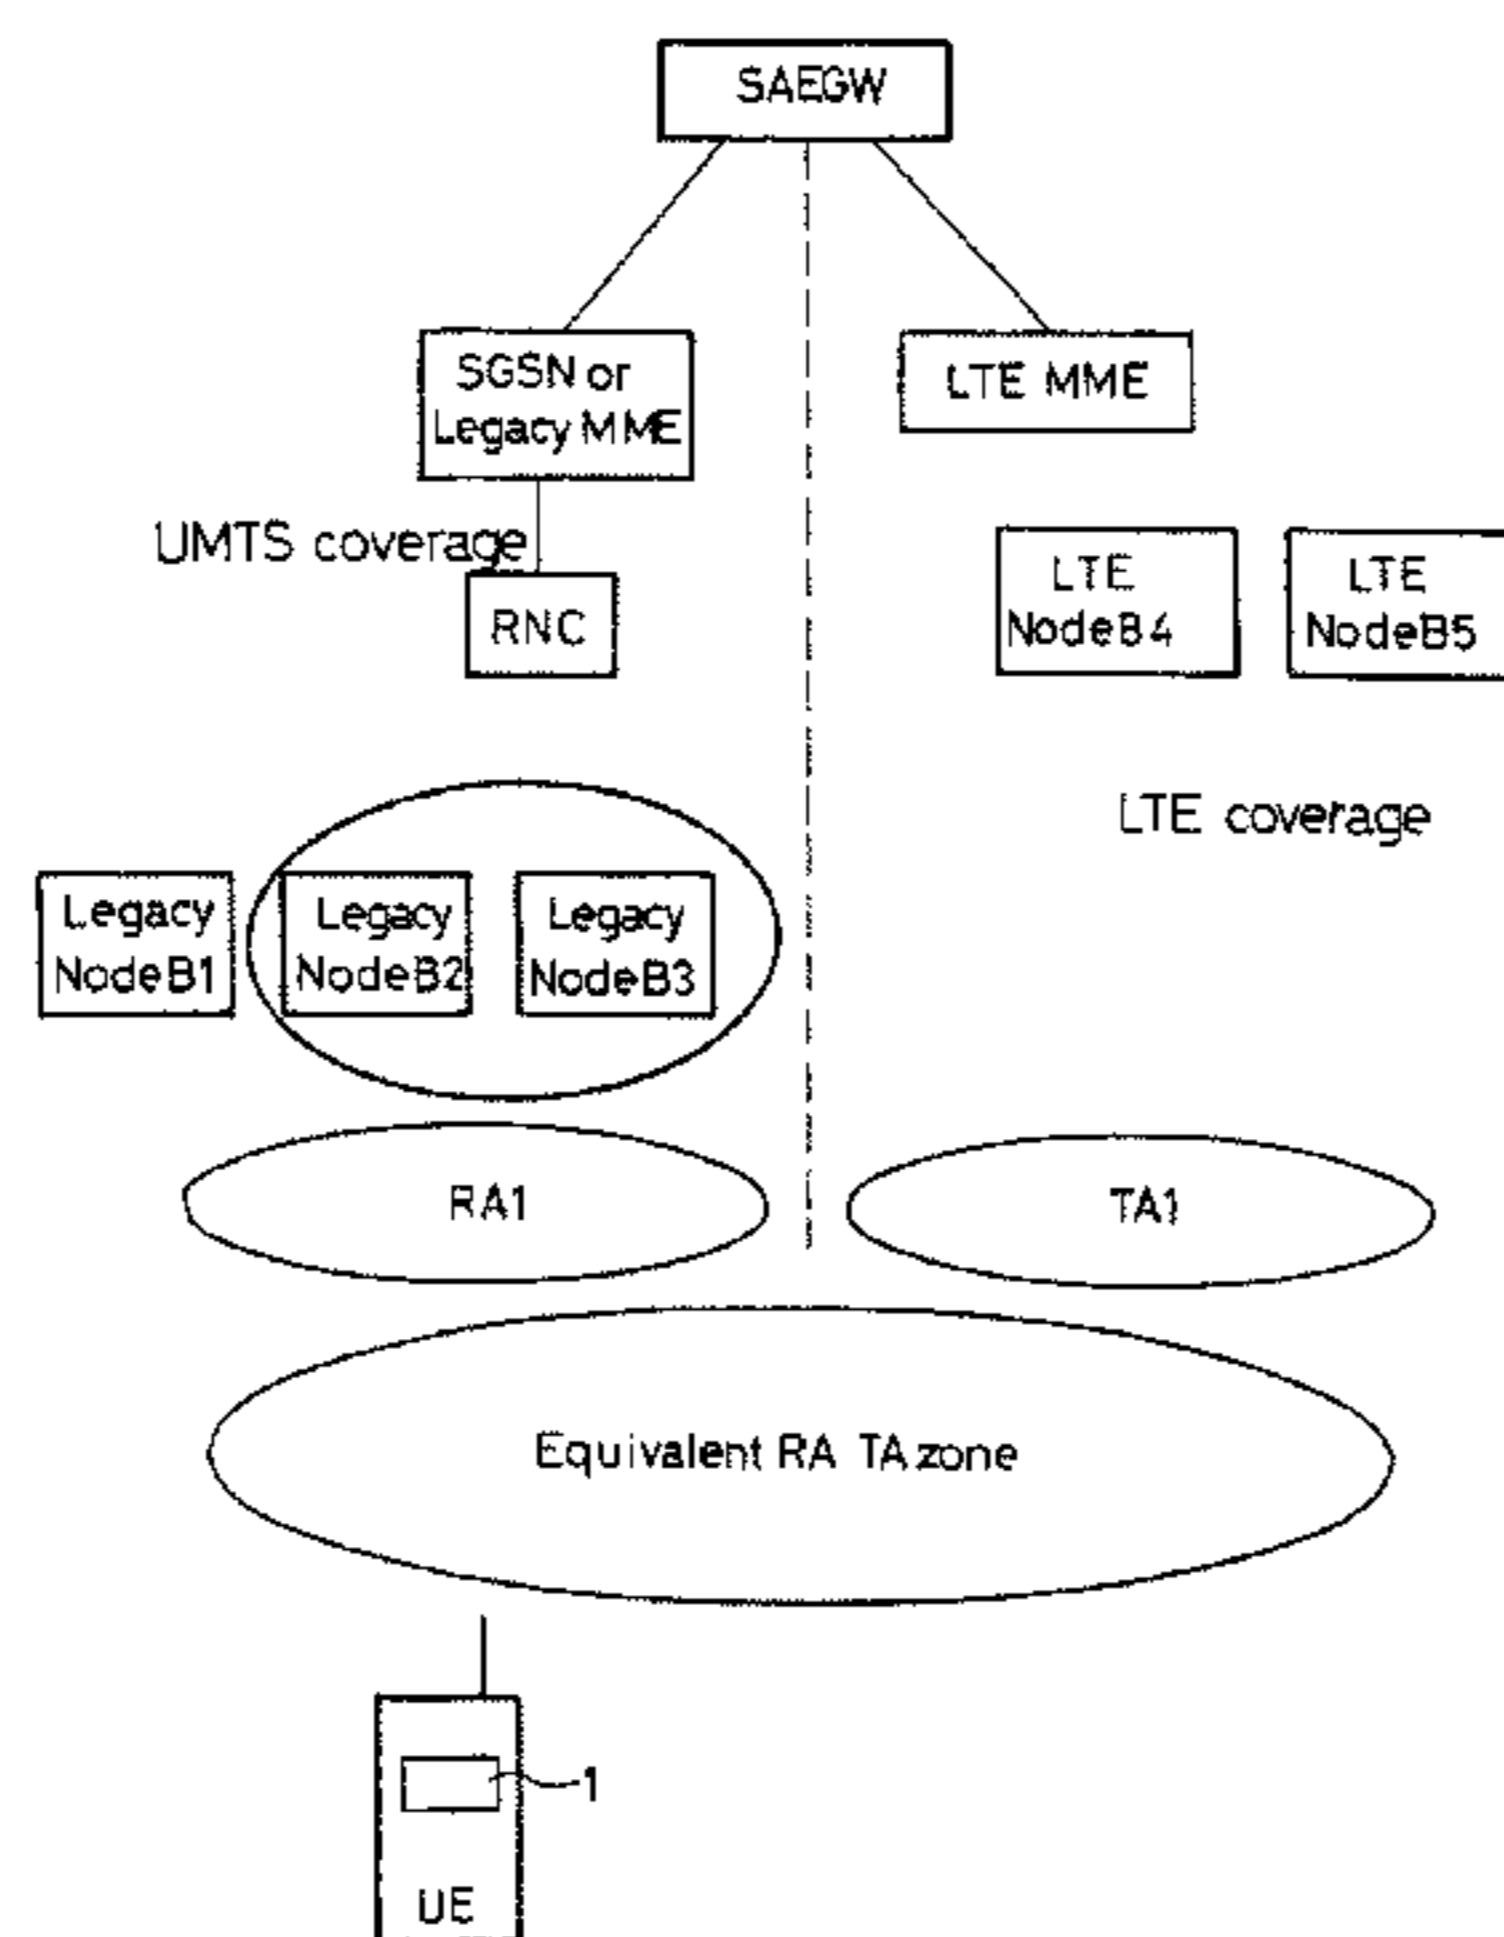 SAEGW
SGSN or
Legacy MME
LTE MME
UMTS coverage
RNC
LTE
NodeB4
LTE
NodeB5
LTE coverage
Legacy
NodeB1
Legacy
NodeB2
Legacy
NodeB3
RA1
TA1
Equivalent RA TA zone
1
UE